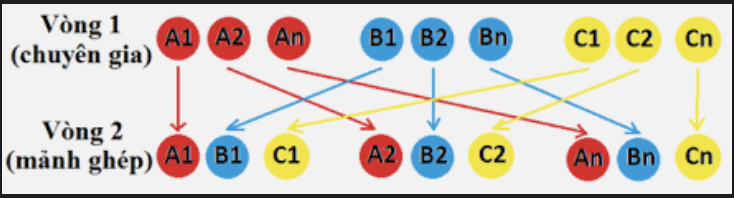 Vòng 1
(chuyên gia)
A1 A2 An B1 B2 Bn C1 C2 Cn
Vòng 2
(mảnh ghép)
A1 B1 C1 A2 B2 C2 An Bn Cn